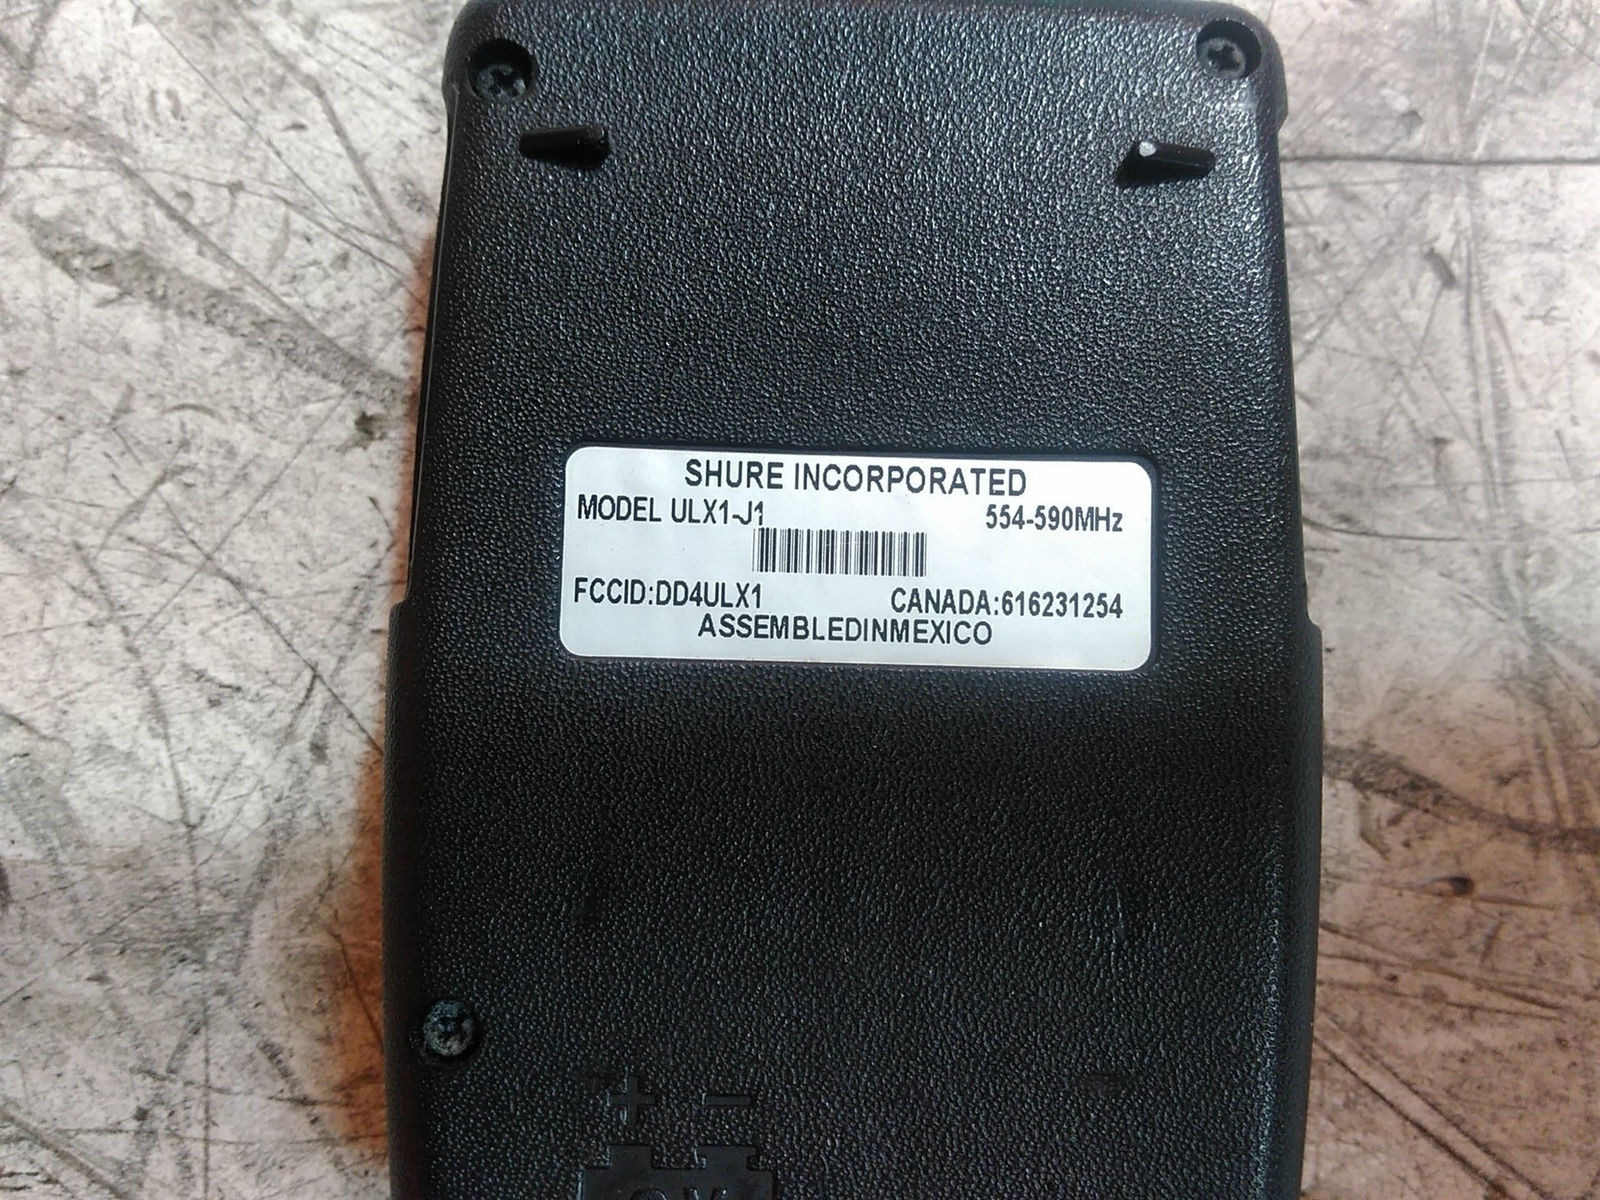 SHURE INCORPORATED
MODEL ULX1-J1 554-590MHz
FCCID:DD4ULX1 CANADA:616231254
ASSEMBLEDINMEXICO
+ −